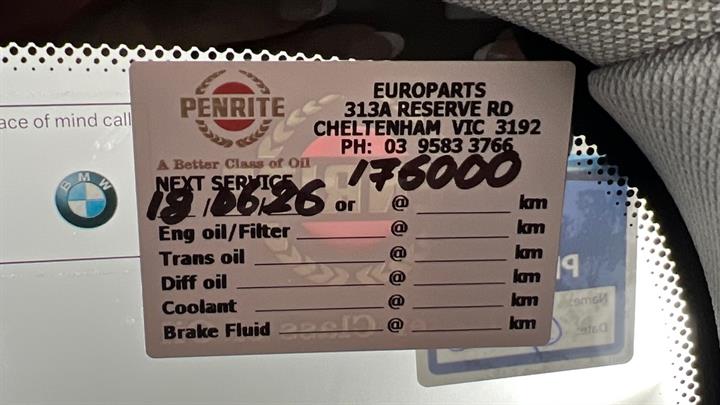 PENRITE
A Better Class of Oil
EUROPARTS
313A RESERVE RD
CHELTENHAM VIC 3192
PH: 03 9583 3766
NEXT SERVICE 176000
18/06/26 or @ km
Eng oil/Filter @ km
Trans oil @ km
Diff oil @ km
Coolant @ km
Brake Fluid @ km
ace of mind call
BMW
Name:
Date: